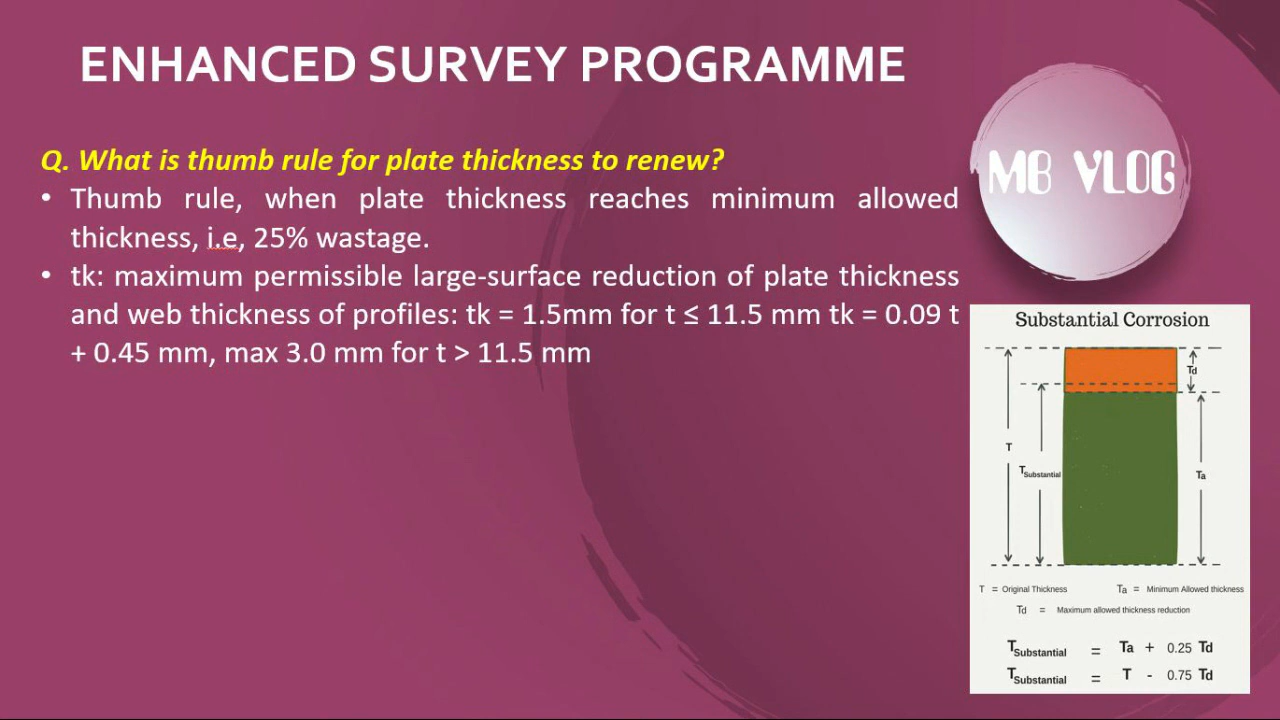 ENHANCED SURVEY PROGRAMME
MB VLOG
Q. What is thumb rule for plate thickness to renew?
• Thumb rule, when plate thickness reaches minimum allowed
thickness, i.e, 25% wastage.
• tk: maximum permissible large-surface reduction of plate thickness
and web thickness of profiles: tk = 1.5mm for t ≤ 11.5 mm tk = 0.09 t
+ 0.45 mm, max 3.0 mm for t > 11.5 mm
Substantial Corrosion
Td
T
TSubstantial
Ta
T = Original Thickness Ta = Minimum Allowed thickness
Td = Maximum allowed thickness reduction
TSubstantial = Ta + 0.25 Td
TSubstantial = T - 0.75 Td